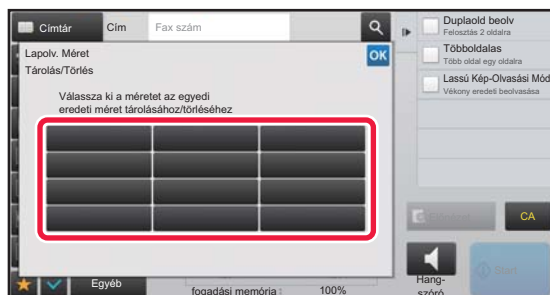 Címtár
Cím
Fax szám
Duplaold beolv
Felosztás 2 oldalra
Lapolv. Méret
OK
Többoldalas
Több oldal egy oldalra
Tárolás/Törlés
Lassú Kép-Olvasási Mód
Vékony eredeti beolvasása
Válassza ki a méretet az egyedi
eredeti méret tárolásához/törléséhez
CA
Start
Egyéb
fogadási memória : 100%
Hang-
szóró